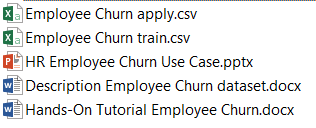 Employee Churn apply.csv
Employee Churn train.csv
HR Employee Churn Use Case.pptx
Description Employee Churn dataset.docx
Hands-On Tutorial Employee Churn.docx